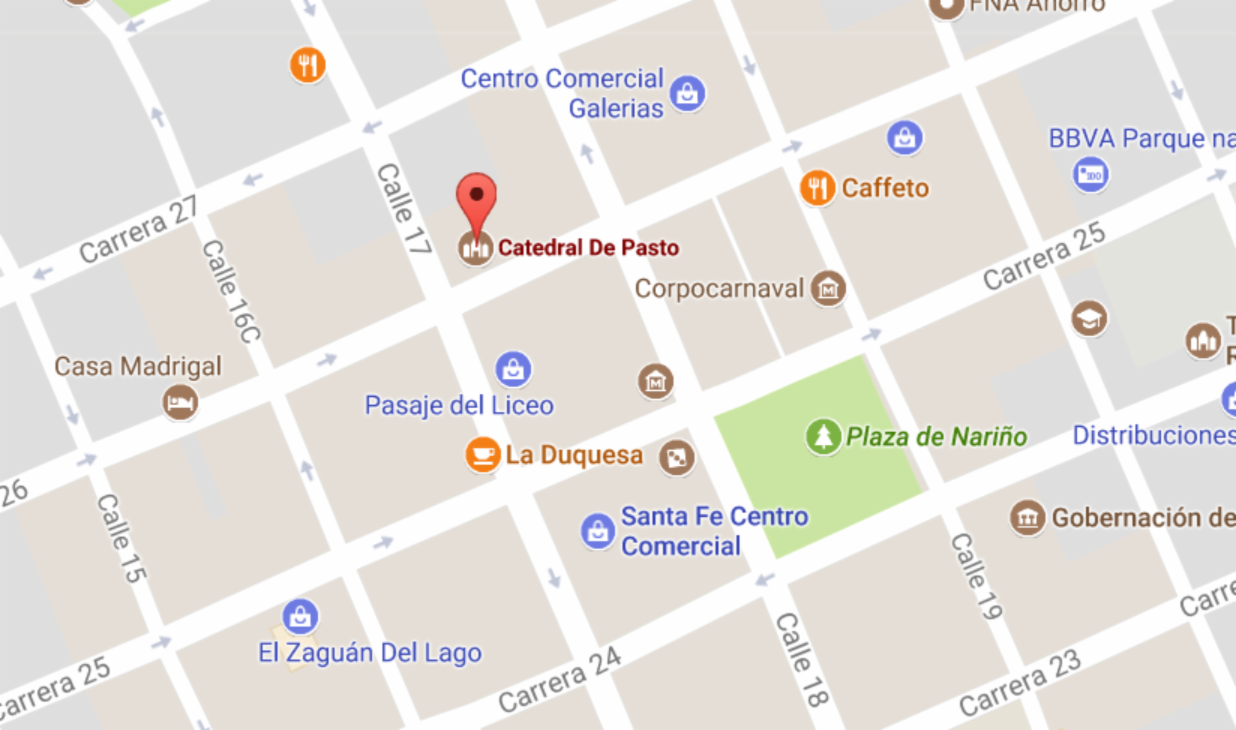 FNA Ahorro
Centro Comercial
Galerias
BBVA Parque na
Calle 17
Caffeto
Carrera 27
Catedral De Pasto
Carrera 25
Calle 16C
Corpocarnaval
Casa Madrigal
Pasaje del Liceo
Plaza de Nariño
Distribuciones
La Duquesa
26
Santa Fe Centro
Comercial
Gobernación de
Calle 15
Calle 19
Carre
El Zaguán Del Lago
Calle 18
Carrera 24
Carrera 23
Carrera 25